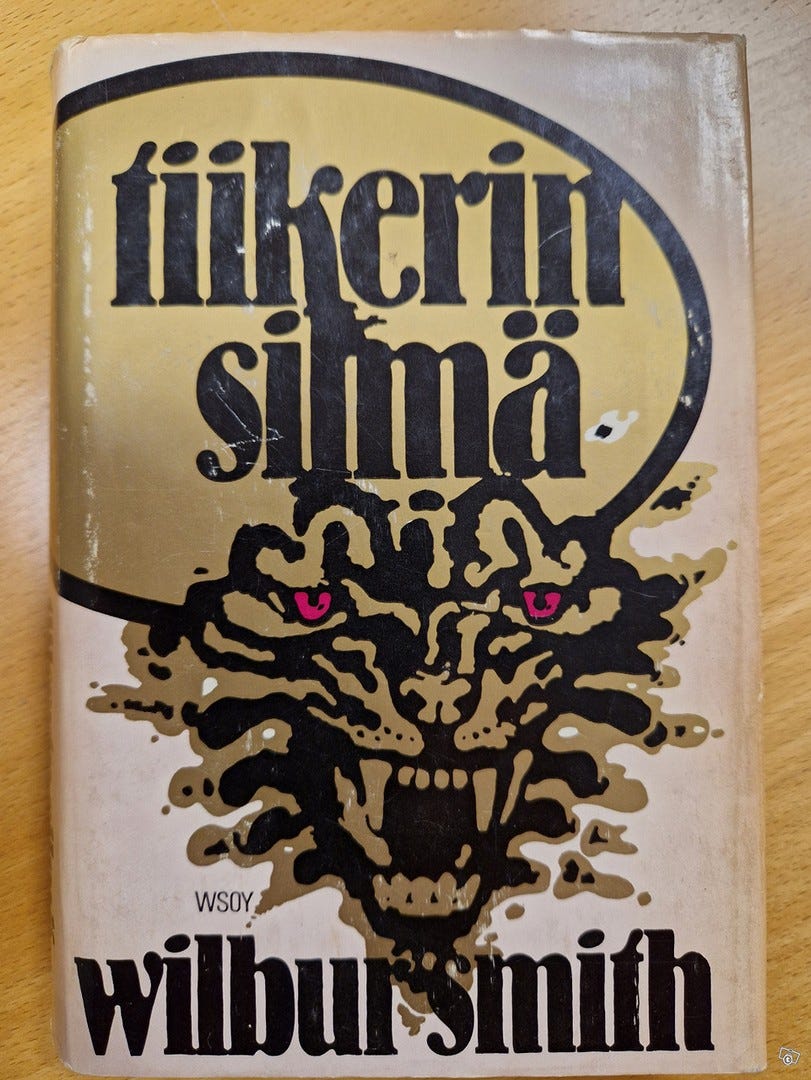 tiikerin
silmä
WSOY
wilbur smith